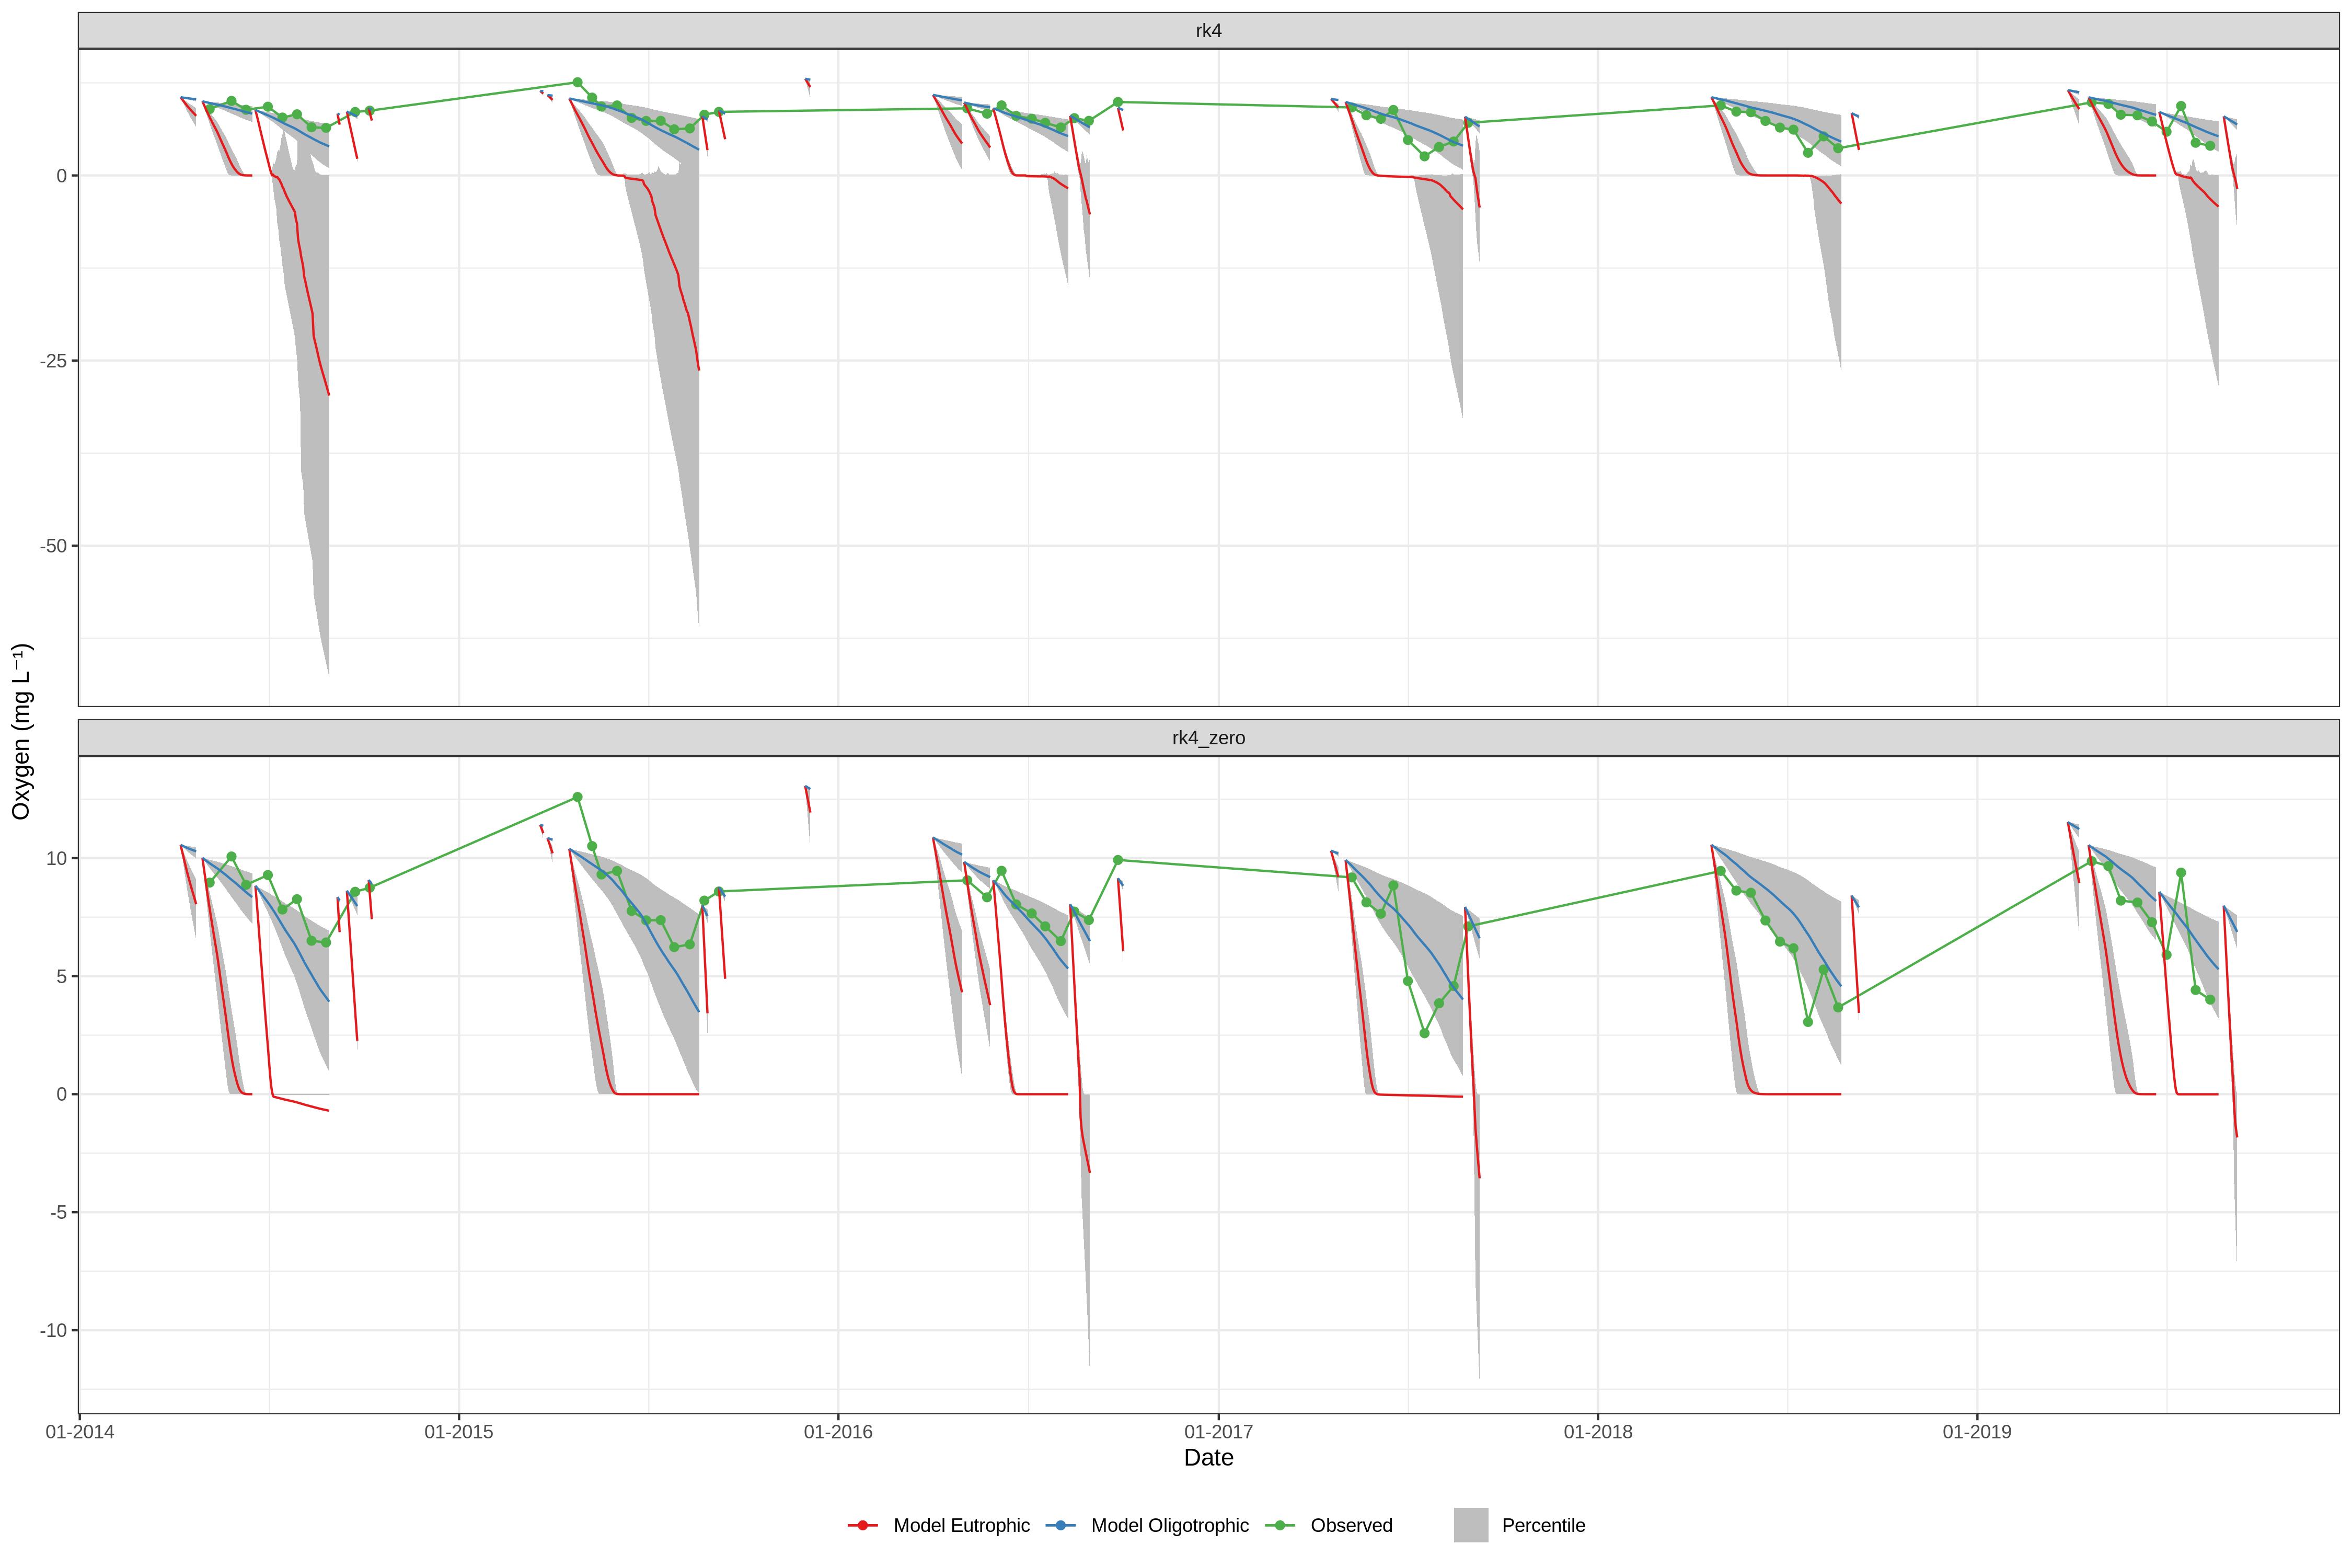 rk4
0
-25
-50
rk4_zero
10
5
0
-5
-10
Oxygen (mg L⁻¹)
01-2014 01-2015 01-2016 01-2017 01-2018 01-2019
Date
Model Eutrophic Model Oligotrophic Observed Percentile